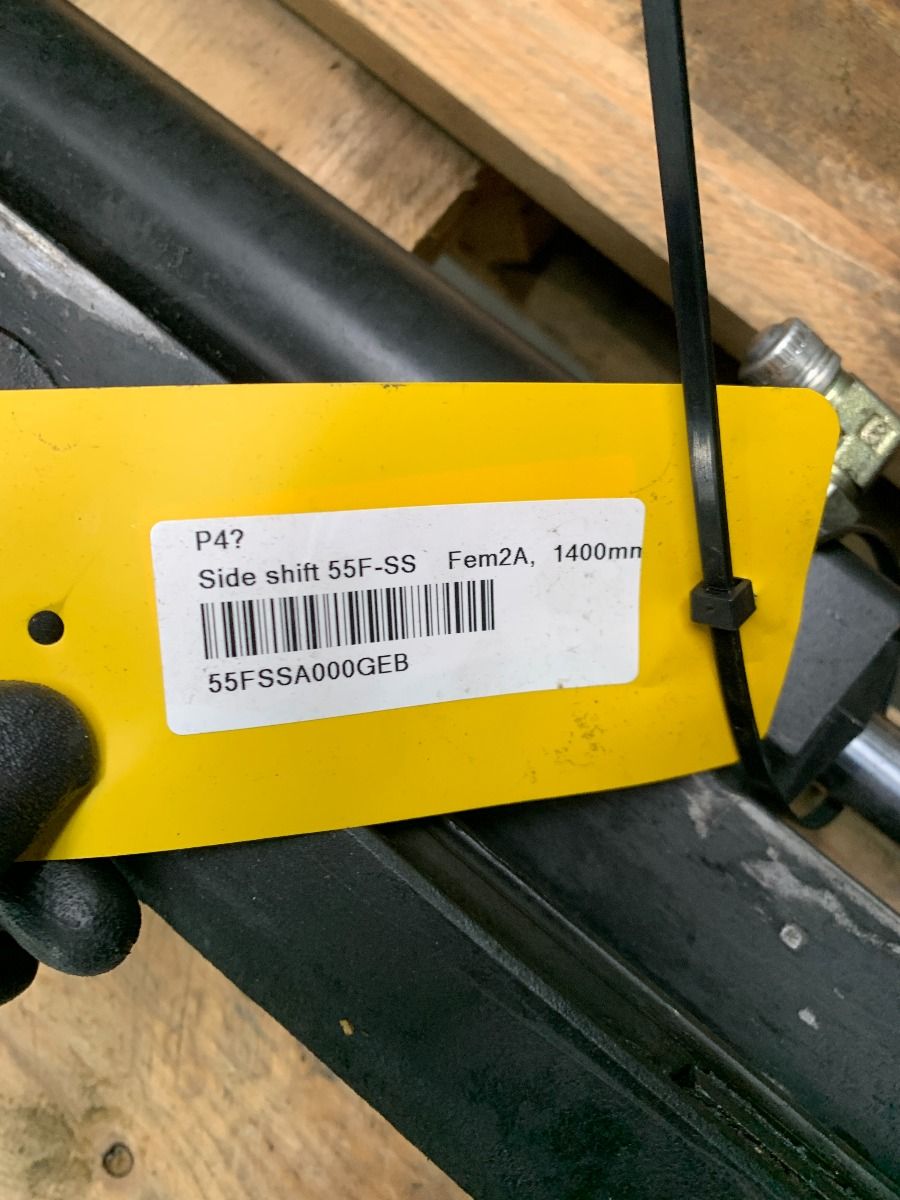 P4?
Side shift 55F-SS Fem2A, 1400mm
55FSSA000GEB